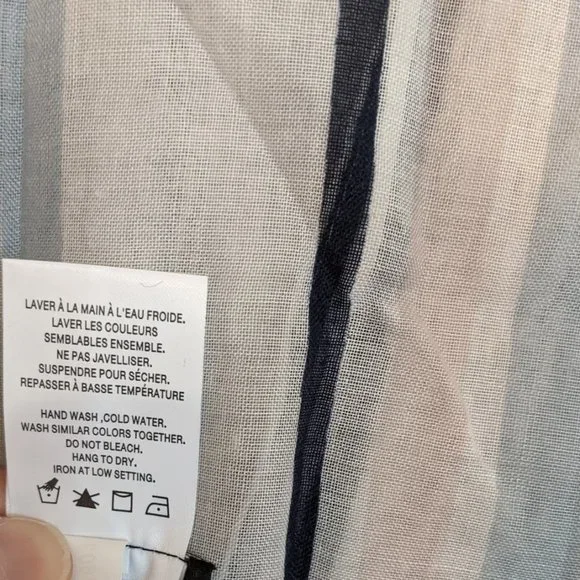 LAVER À LA MAIN À L'EAU FROIDE.
LAVER LES COULEURS
SEMBLABLES ENSEMBLE.
NE PAS JAVELLISER.
SUSPENDRE POUR SÉCHER.
REPASSER À BASSE TEMPÉRATURE
HAND WASH ,COLD WATER.
WASH SIMILAR COLORS TOGETHER.
DO NOT BLEACH.
HANG TO DRY.
IRON AT LOW SETTING.